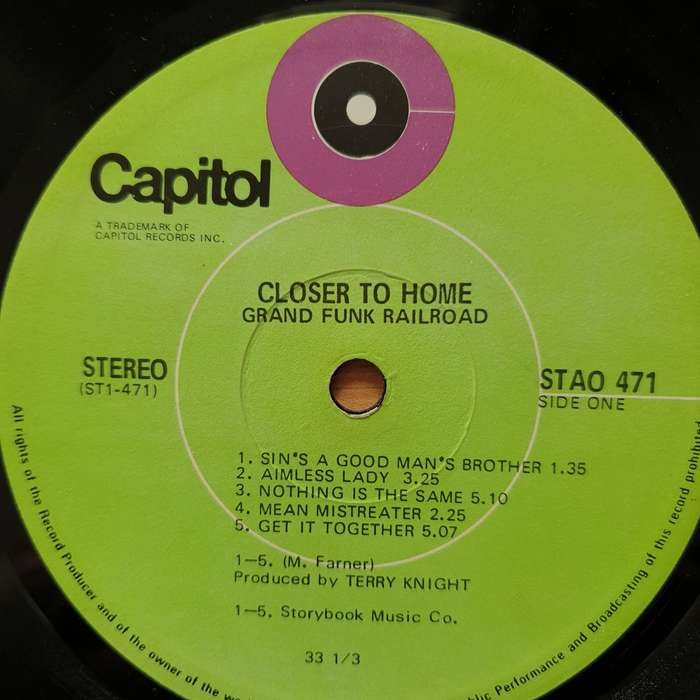 Capitol
A TRADEMARK OF
CAPITOL RECORDS INC.
CLOSER TO HOME
GRAND FUNK RAILROAD
STEREO
(ST1-471)
STAO 471
SIDE ONE
1. SIN'S A GOOD MAN'S BROTHER 1.35
2. AIMLESS LADY 3.25
3. NOTHING IS THE SAME 5.10
4. MEAN MISTREATER 2.25
5. GET IT TOGETHER 5.07
1—5. (M. Farner)
Produced by TERRY KNIGHT
1—5. Storybook Music Co.
33 1/3
All rights of the Record Producer and of the owner of the
Public Performance and Broadcasting of this record prohibited